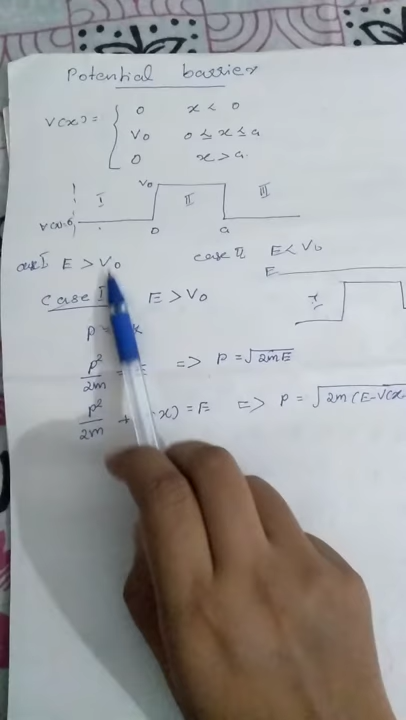 Potential barrier
V(x) = { 0 x < 0
V0 0 ≤ x ≤ a
0 x > a.
V0 I II III
V(x)=0 0 a
case I E > V0 case II E < V0
E
Case I E > V0
I
P =
P²/2m = E => P = √2mE
P²/2m + x) = E => P = √2m(E-V(x